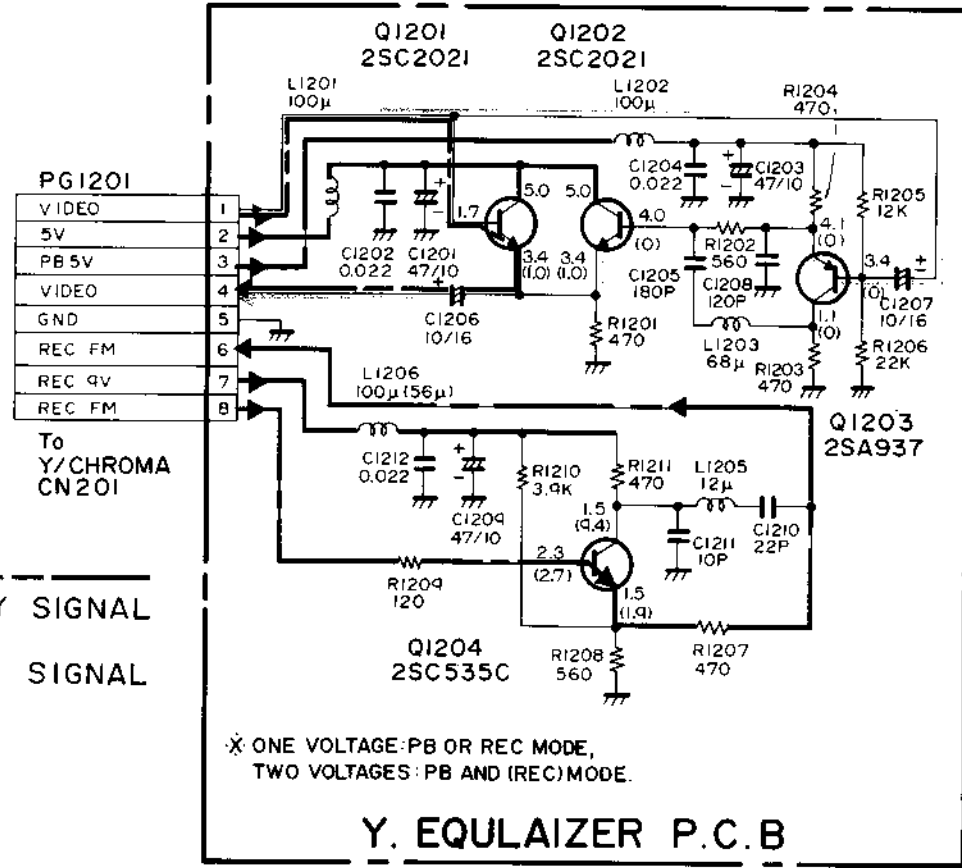 Q1201
2SC2021
Q1202
2SC2021
L1201
100μ
L1202
100μ
R1204
470
PG1201
VIDEO 1
5V 2
PB 5V 3
VIDEO 4
GND 5
REC FM 6
REC 9V 7
REC FM 8
To
Y/CHROMA
CN201
C1202
0.022
+
-
C1201
47/10
1.7
5.0
5.0
4.0
(0)
3.4
(1.0)
3.4
(1.0)
C1204
0.022
+
-
C1203
47/10
R1205
12K
4.1
(0)
R1202
560
C1205
180P
C1208
120P
3.4
(0)
+
-
C1207
10/16
1.1
(0)
+
C1206
10/16
R1201
470
L1203
68μ
R1203
470
R1206
22K
Q1203
2SA937
L1206
100μ(56μ)
C1212
0.022
+
-
C1209
47/10
R1210
3.9K
R1211
470
L1205
12μ
1.5
(9.4)
C1211
10P
C1210
22P
2.3
(2.7)
R1209
120
1.5
(1.9)
Q1204
2SC535C
R1208
560
R1207
470
Y SIGNAL
SIGNAL
※ ONE VOLTAGE:PB OR REC MODE,
TWO VOLTAGES:PB AND (REC)MODE.
Y. EQULAIZER P.C.B